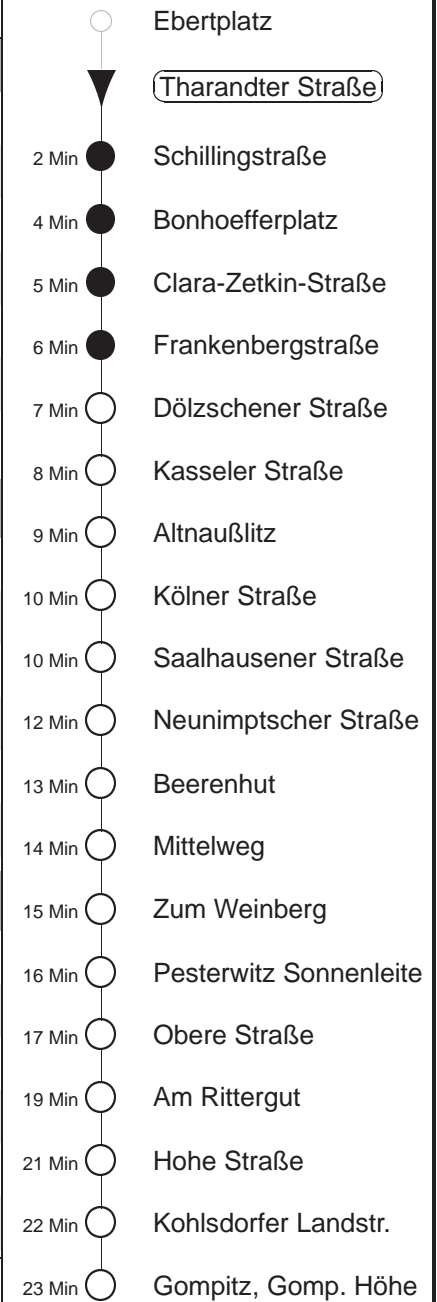 Ebertplatz
Tharandter Straße
2 Min Schillingstraße
4 Min Bonhoefferplatz
5 Min Clara-Zetkin-Straße
6 Min Frankenbergstraße
7 Min Dölzschener Straße
8 Min Kasseler Straße
9 Min Altnaußlitz
10 Min Kölner Straße
10 Min Saalhausener Straße
12 Min Neunimptscher Straße
13 Min Beerenhut
14 Min Mittelweg
15 Min Zum Weinberg
16 Min Pesterwitz Sonnenleite
17 Min Obere Straße
19 Min Am Rittergut
21 Min Hohe Straße
22 Min Kohlsdorfer Landstr.
23 Min Gompitz, Gomp. Höhe